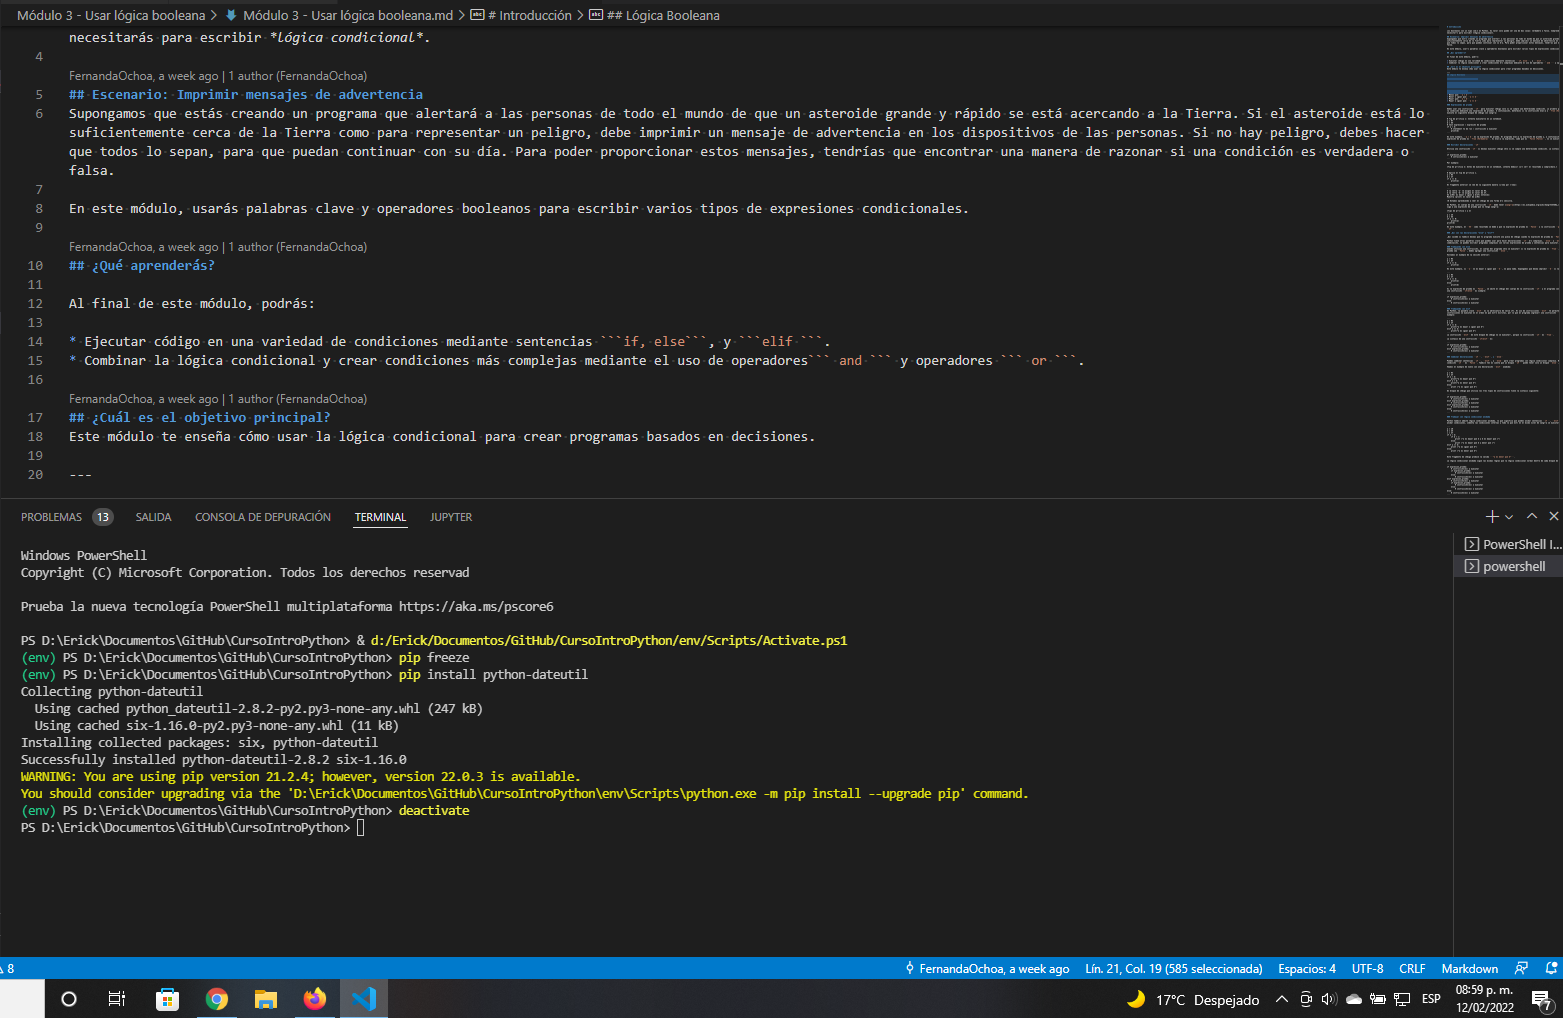 Módulo 3 - Usar lógica booleana > Módulo 3 - Usar lógica booleana.md > # Introducción > ## Lógica Booleana
necesitarás para escribir *lógica condicional*.
4
FernandaOchoa, a week ago | 1 author (FernandaOchoa)
5 ## Escenario: Imprimir mensajes de advertencia
6 Supongamos que estás creando un programa que alertará a las personas de todo el mundo de que un asteroide grande y rápido se está acercando a la Tierra. Si el asteroide está lo
suficientemente cerca de la Tierra como para representar un peligro, debe imprimir un mensaje de advertencia en los dispositivos de las personas. Si no hay peligro, debes hacer
que todos lo sepan, para que puedan continuar con su día. Para poder proporcionar estos mensajes, tendrías que encontrar una manera de razonar si una condición es verdadera o
falsa.
7
8 En este módulo, usarás palabras clave y operadores booleanos para escribir varios tipos de expresiones condicionales.
9
FernandaOchoa, a week ago | 1 author (FernandaOchoa)
10 ## ¿Qué aprenderás?
11
12 Al final de este módulo, podrás:
13
14 * Ejecutar código en una variedad de condiciones mediante sentencias ```if, else```, y ```elif ```.
15 * Combinar la lógica condicional y crear condiciones más complejas mediante el uso de operadores``` and ``` y operadores ``` or ```.
16
FernandaOchoa, a week ago | 1 author (FernandaOchoa)
17 ## ¿Cuál es el objetivo principal?
18 Este módulo te enseña cómo usar la lógica condicional para crear programas basados en decisiones.
19
20 ---
PROBLEMAS 13 SALIDA CONSOLA DE DEPURACIÓN TERMINAL JUPYTER
PowerShell I...
powershell
Windows PowerShell
Copyright (C) Microsoft Corporation. Todos los derechos reservad
Prueba la nueva tecnología PowerShell multiplataforma https://aka.ms/pscore6
PS D:\Erick\Documentos\GitHub\CursoIntroPython> & d:/Erick/Documentos/GitHub/CursoIntroPython/env/Scripts/Activate.ps1
(env) PS D:\Erick\Documentos\GitHub\CursoIntroPython> pip freeze
(env) PS D:\Erick\Documentos\GitHub\CursoIntroPython> pip install python-dateutil
Collecting python-dateutil
Using cached python_dateutil-2.8.2-py2.py3-none-any.whl (247 kB)
Using cached six-1.16.0-py2.py3-none-any.whl (11 kB)
Installing collected packages: six, python-dateutil
Successfully installed python-dateutil-2.8.2 six-1.16.0
WARNING: You are using pip version 21.2.4; however, version 22.0.3 is available.
You should consider upgrading via the 'D:\Erick\Documentos\GitHub\CursoIntroPython\env\Scripts\python.exe -m pip install --upgrade pip' command.
(env) PS D:\Erick\Documentos\GitHub\CursoIntroPython> deactivate
PS D:\Erick\Documentos\GitHub\CursoIntroPython>
8 FernandaOchoa, a week ago Lín. 21, Col. 19 (585 seleccionada) Espacios: 4 UTF-8 CRLF Markdown
17°C Despejado ESP 08:59 p. m.
12/02/2022 7